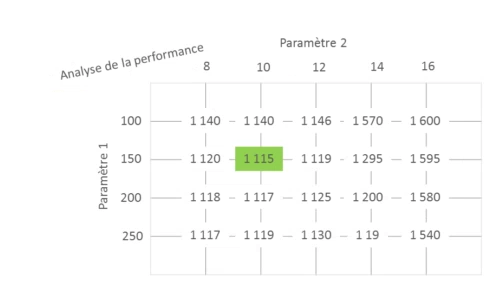 Analyse de la performance
Paramètre 2
8 10 12 14 16
Paramètre 1
100 1 140 1 140 1 146 1 570 1 600
150 1 120 1 115 1 119 1 295 1 595
200 1 118 1 117 1 125 1 200 1 580
250 1 117 1 119 1 130 1 19 1 540